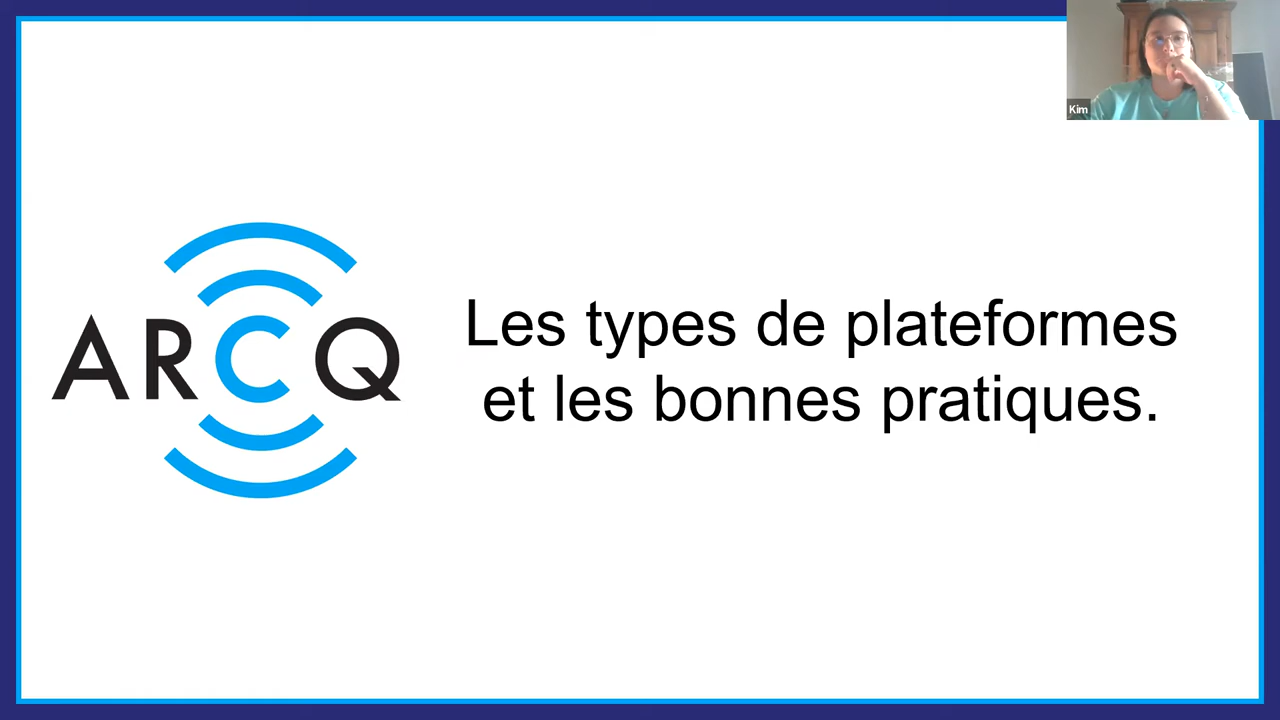 Kim
ARCQ
Les types de plateformes
et les bonnes pratiques.